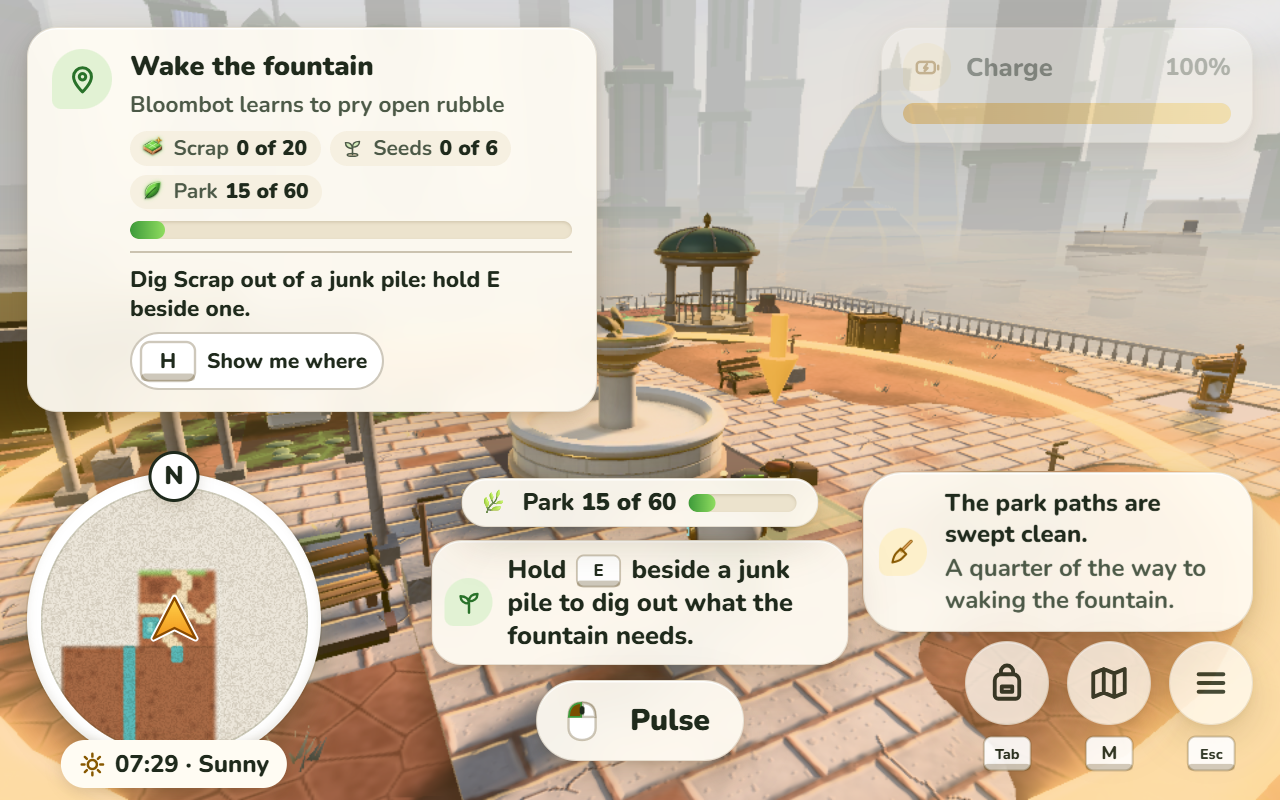 Wake the fountain
Bloombot learns to pry open rubble
Scrap 0 of 20 Seeds 0 of 6
Park 15 of 60
Dig Scrap out of a junk pile: hold E
beside one.
H Show me where
Charge 100%
N
07:29 · Sunny
Park 15 of 60
Hold E beside a junk
pile to dig out what the
fountain needs.
Pulse
The park paths are
swept clean.
A quarter of the way to
waking the fountain.
Tab M Esc